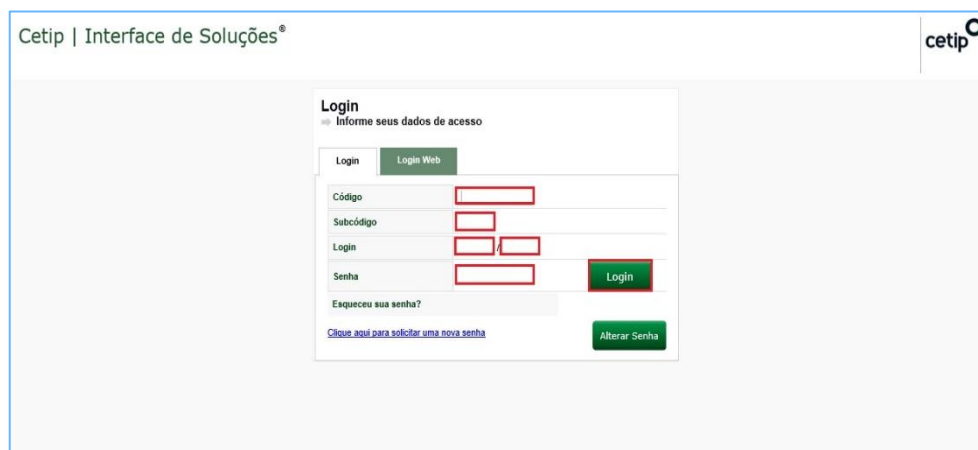 Cetip | Interface de Soluções®
cetip
Login
Informe seus dados de acesso
Login Login Web
Código
Subcódigo
Login /
Senha Login
Esqueceu sua senha?
Clique aqui para solicitar uma nova senha Alterar Senha